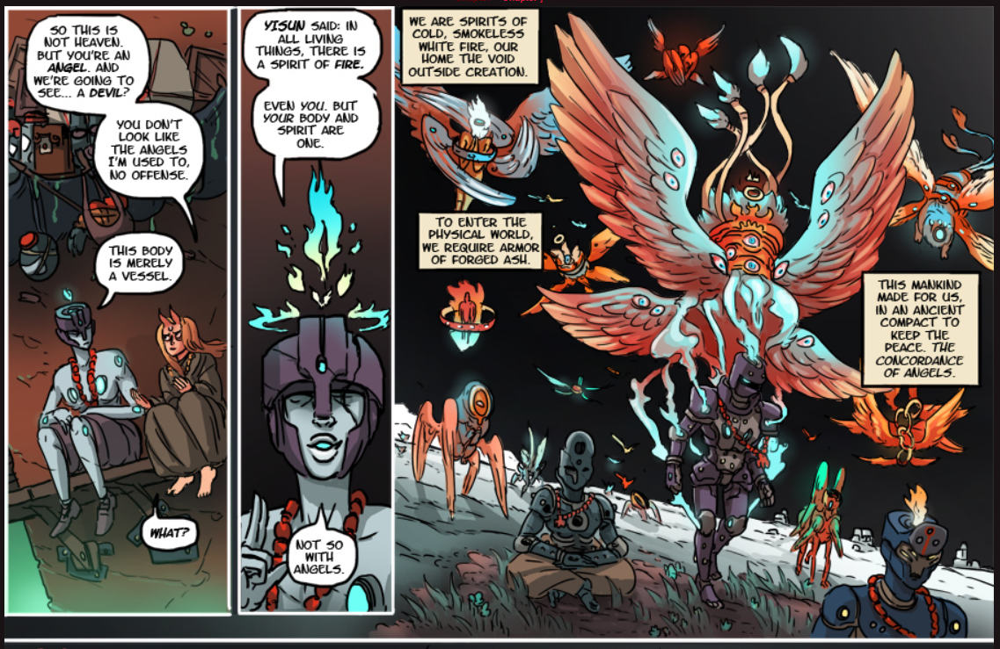 SO THIS IS
NOT HEAVEN.
BUT YOU'RE AN
ANGEL. AND
WE'RE GOING TO
SEE... A DEVIL?
YOU DON'T
LOOK LIKE
THE ANGELS
I'M USED TO,
NO OFFENSE.
THIS BODY
IS MERELY
A VESSEL.
WHAT?
YISUN SAID: IN
ALL LIVING
THINGS, THERE IS
A SPIRIT OF FIRE.
EVEN YOU. BUT
YOUR BODY AND
SPIRIT ARE
ONE.
NOT SO
WITH
ANGELS.
WE ARE SPIRITS OF
COLD, SMOKELESS
WHITE FIRE, OUR
HOME THE VOID
OUTSIDE CREATION.
TO ENTER THE
PHYSICAL WORLD,
WE REQUIRE ARMOR
OF FORGED ASH.
THIS MANKIND
MADE FOR US,
IN AN ANCIENT
COMPACT TO
KEEP THE
PEACE. THE
CONCORDANCE
OF ANGELS.